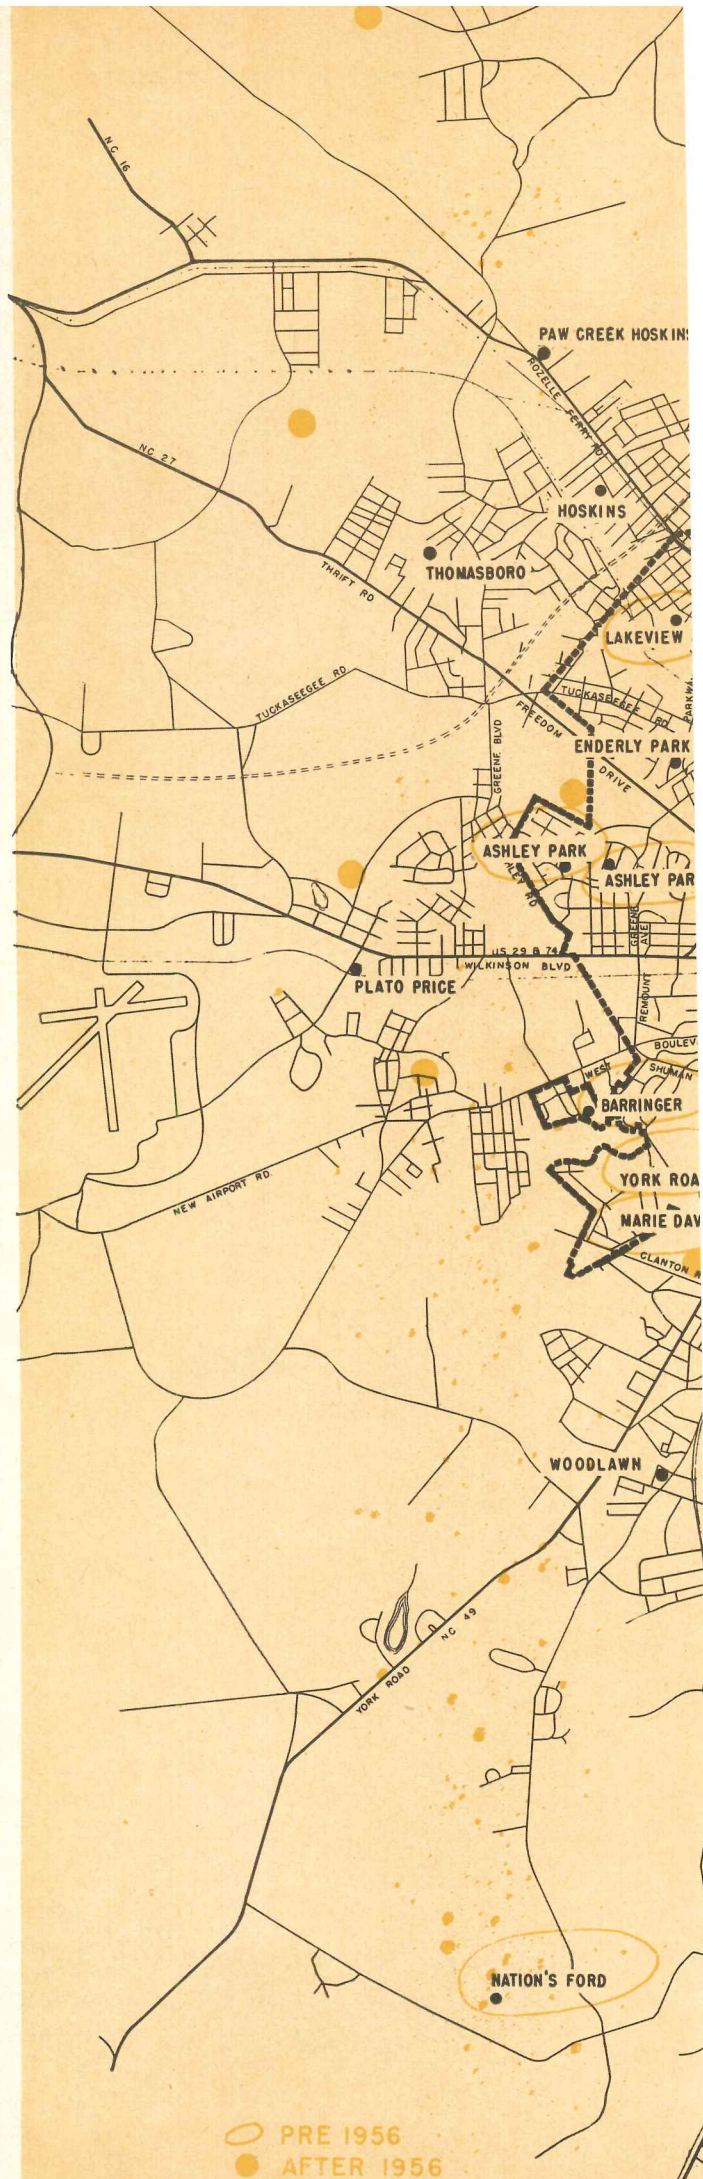 NC 16
PAW CREEK HOSKINS
ROZELLE FERRY RD
NC 27
HOSKINS
THOMASBORO
THRIFT RD
LAKEVIEW
TUCKASEEGEE RD
TUCKASEEGEE RD
FREEDOM DRIVE
GREENE BLVD
ENDERLY PARK
ASHLEY PARK
ASHLEY PAR
GREENE AVE
US 29 & 74
WILKINSON BLVD
PLATO PRICE
REMOUNT
BOULEV
WEST
SHUMAN
BARRINGER
YORK ROA
NEW AIRPORT RD.
MARIE DAV
CLANTON R
WOODLAWN
YORK ROAD
NC 49
NATION'S FORD
PRE 1956
AFTER 1956